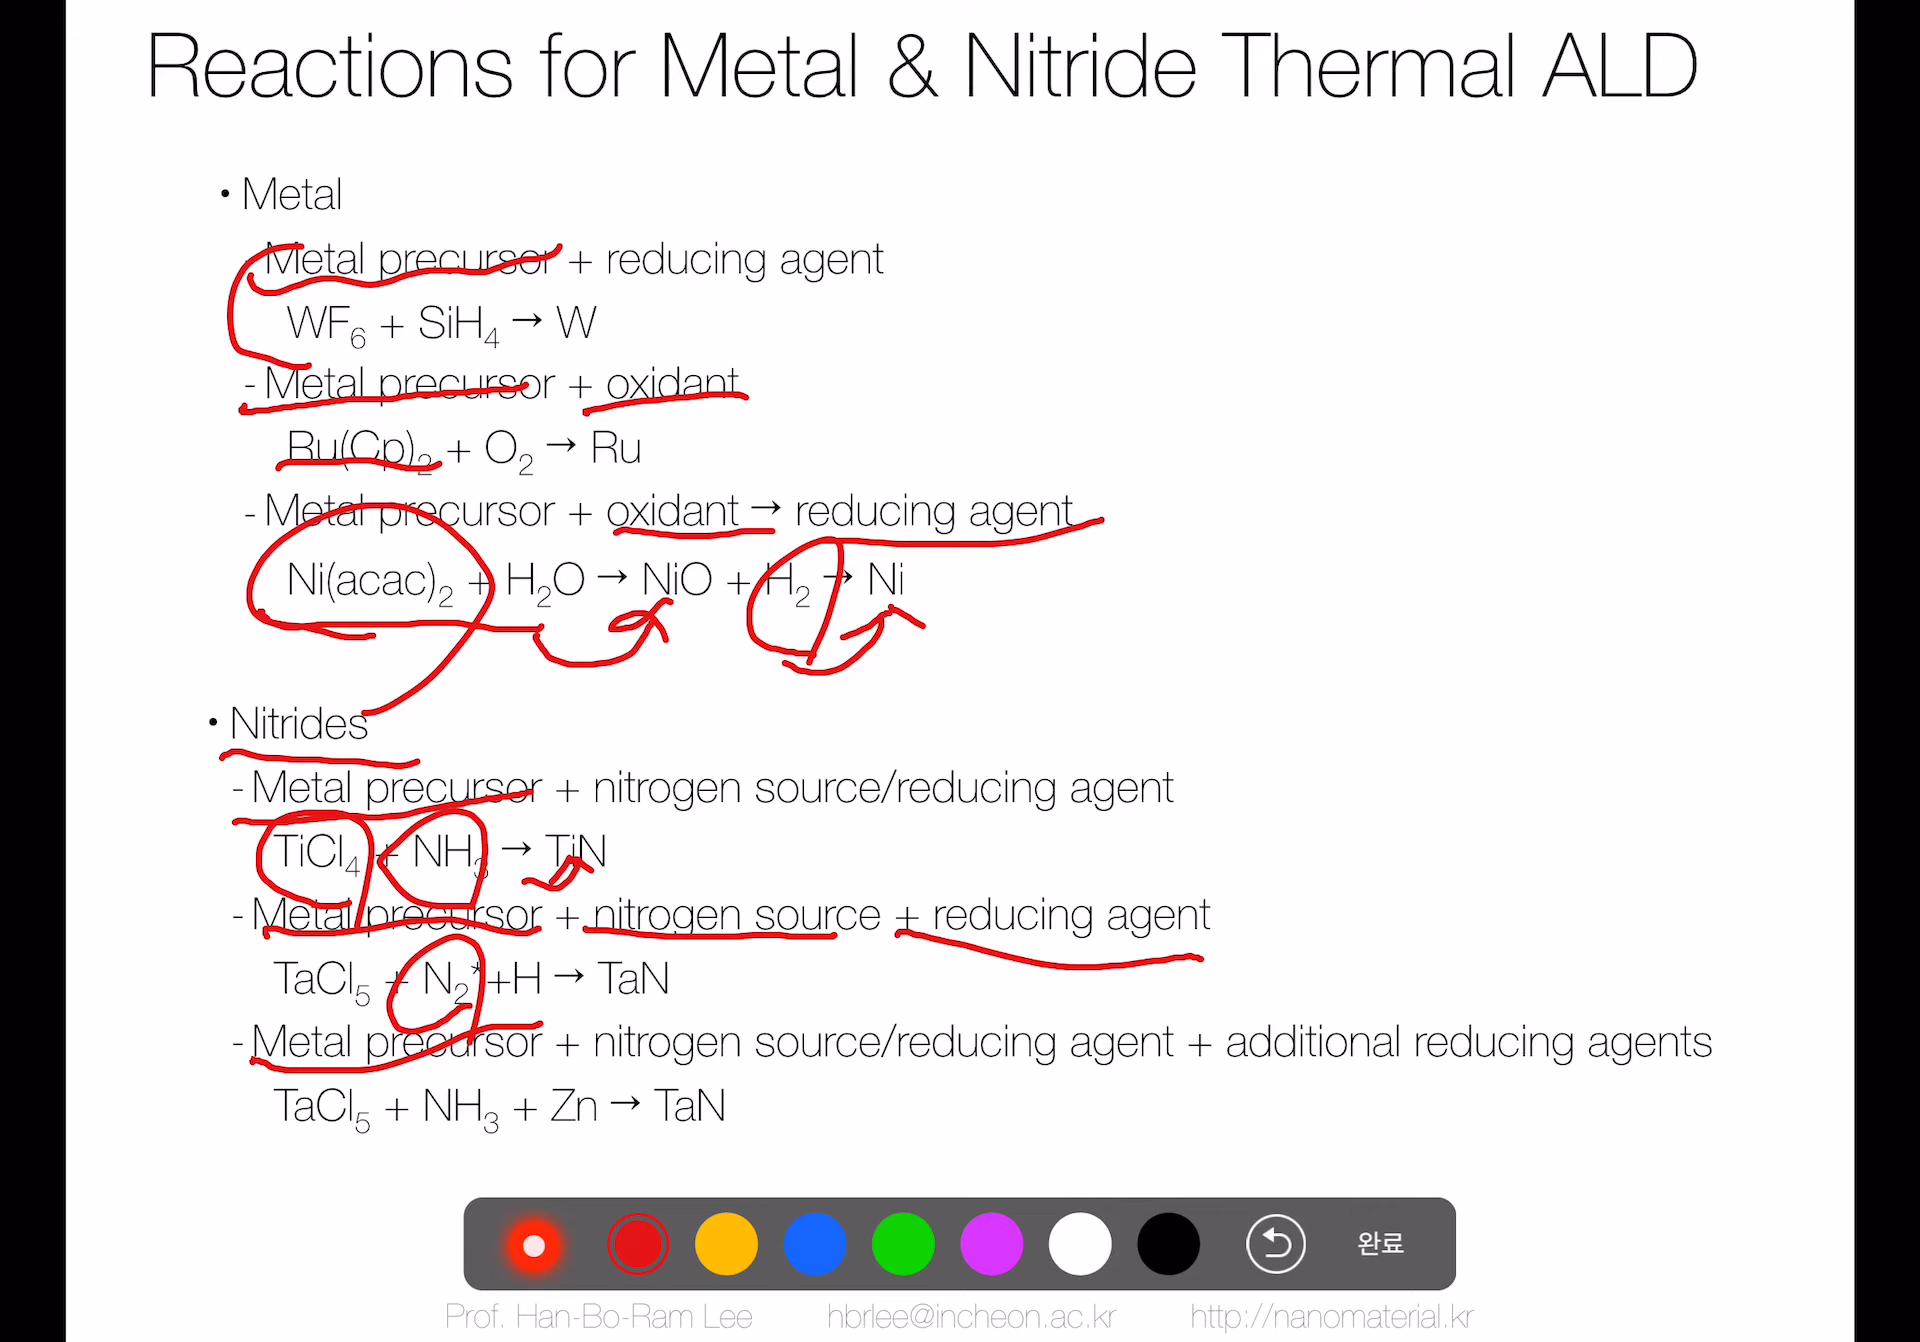 Reactions for Metal & Nitride Thermal ALD
• Metal
- Metal precursor + reducing agent
WF₆ + SiH₄ → W
- Metal precursor + oxidant
Ru(Cp)₂ + O₂ → Ru
- Metal precursor + oxidant → reducing agent
Ni(acac)₂ + H₂O → NiO + H₂ → Ni
• Nitrides
- Metal precursor + nitrogen source/reducing agent
TiCl₄ + NH₃ → TiN
- Metal precursor + nitrogen source + reducing agent
TaCl₅ + N₂* +H → TaN
- Metal precursor + nitrogen source/reducing agent + additional reducing agents
TaCl₅ + NH₃ + Zn → TaN
완료
Prof. Han-Bo-Ram Lee hbrlee@incheon.ac.kr http://nanomaterial.kr